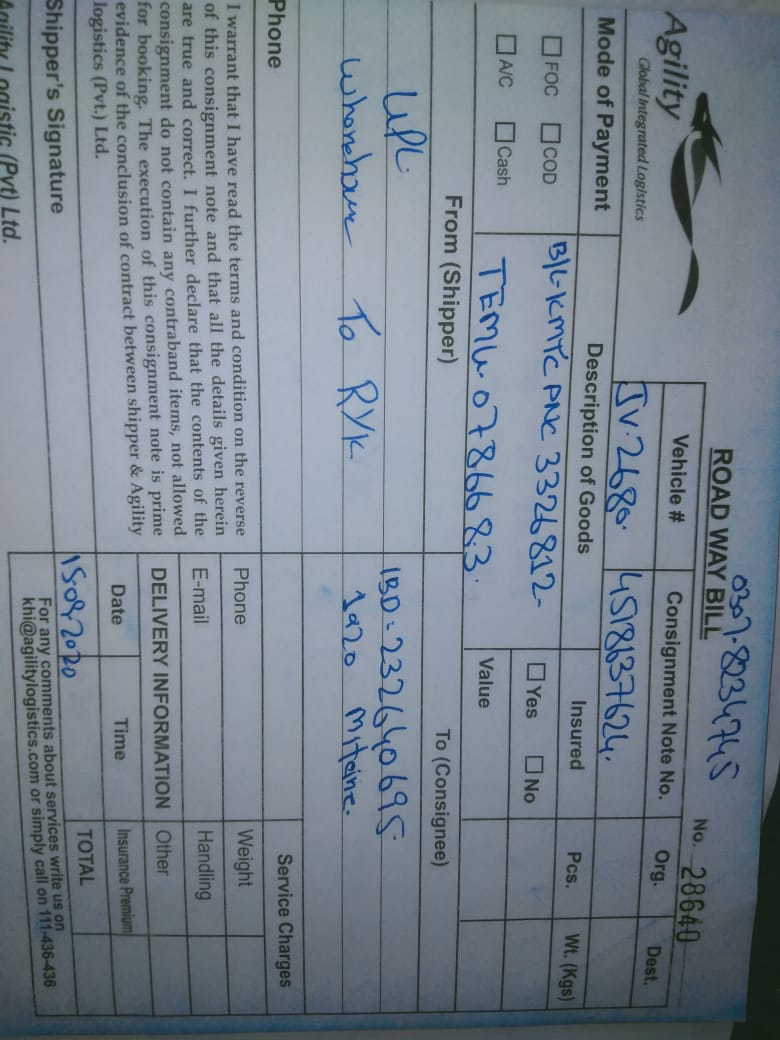 0307-8234745
ROAD WAY BILL
No. 28640
Agility
Global Integrated Logistics
Vehicle #
Consignment Note No.
Org.
Dest.
JV-2680.
4518637624.
Mode of Payment
Description of Goods
Insured
Pcs.
Wt. (Kgs)
FOC
COD
B/L-KMTC PNC 3326812-
Yes
No
A/C
Cash
TEMU-0786683.
Value
From (Shipper)
To (Consignee)
UPL
IBD=232640695-
To RYK
1920
Phone
Service Charges
I warrant that I have read the terms and condition on the reverse
of this consignment note and that all the details given herein
are true and correct. I further declare that the contents of the
consignment do not contain any contraband items, not allowed
for booking. The execution of this consignment note is prime
evidence of the conclusion of contract between shipper & Agility
logistics (Pvt.) Ltd.
Phone
Weight
E-mail
Handling
DELIVERY INFORMATION
Other
Date
Time
Insurance Premium
15-09-2020
TOTAL
Shipper's Signature
For any comments about services write us on
khi@agilitylogistics.com or simply call on 111-436-436
Agility Logistic (Pvt) Ltd.